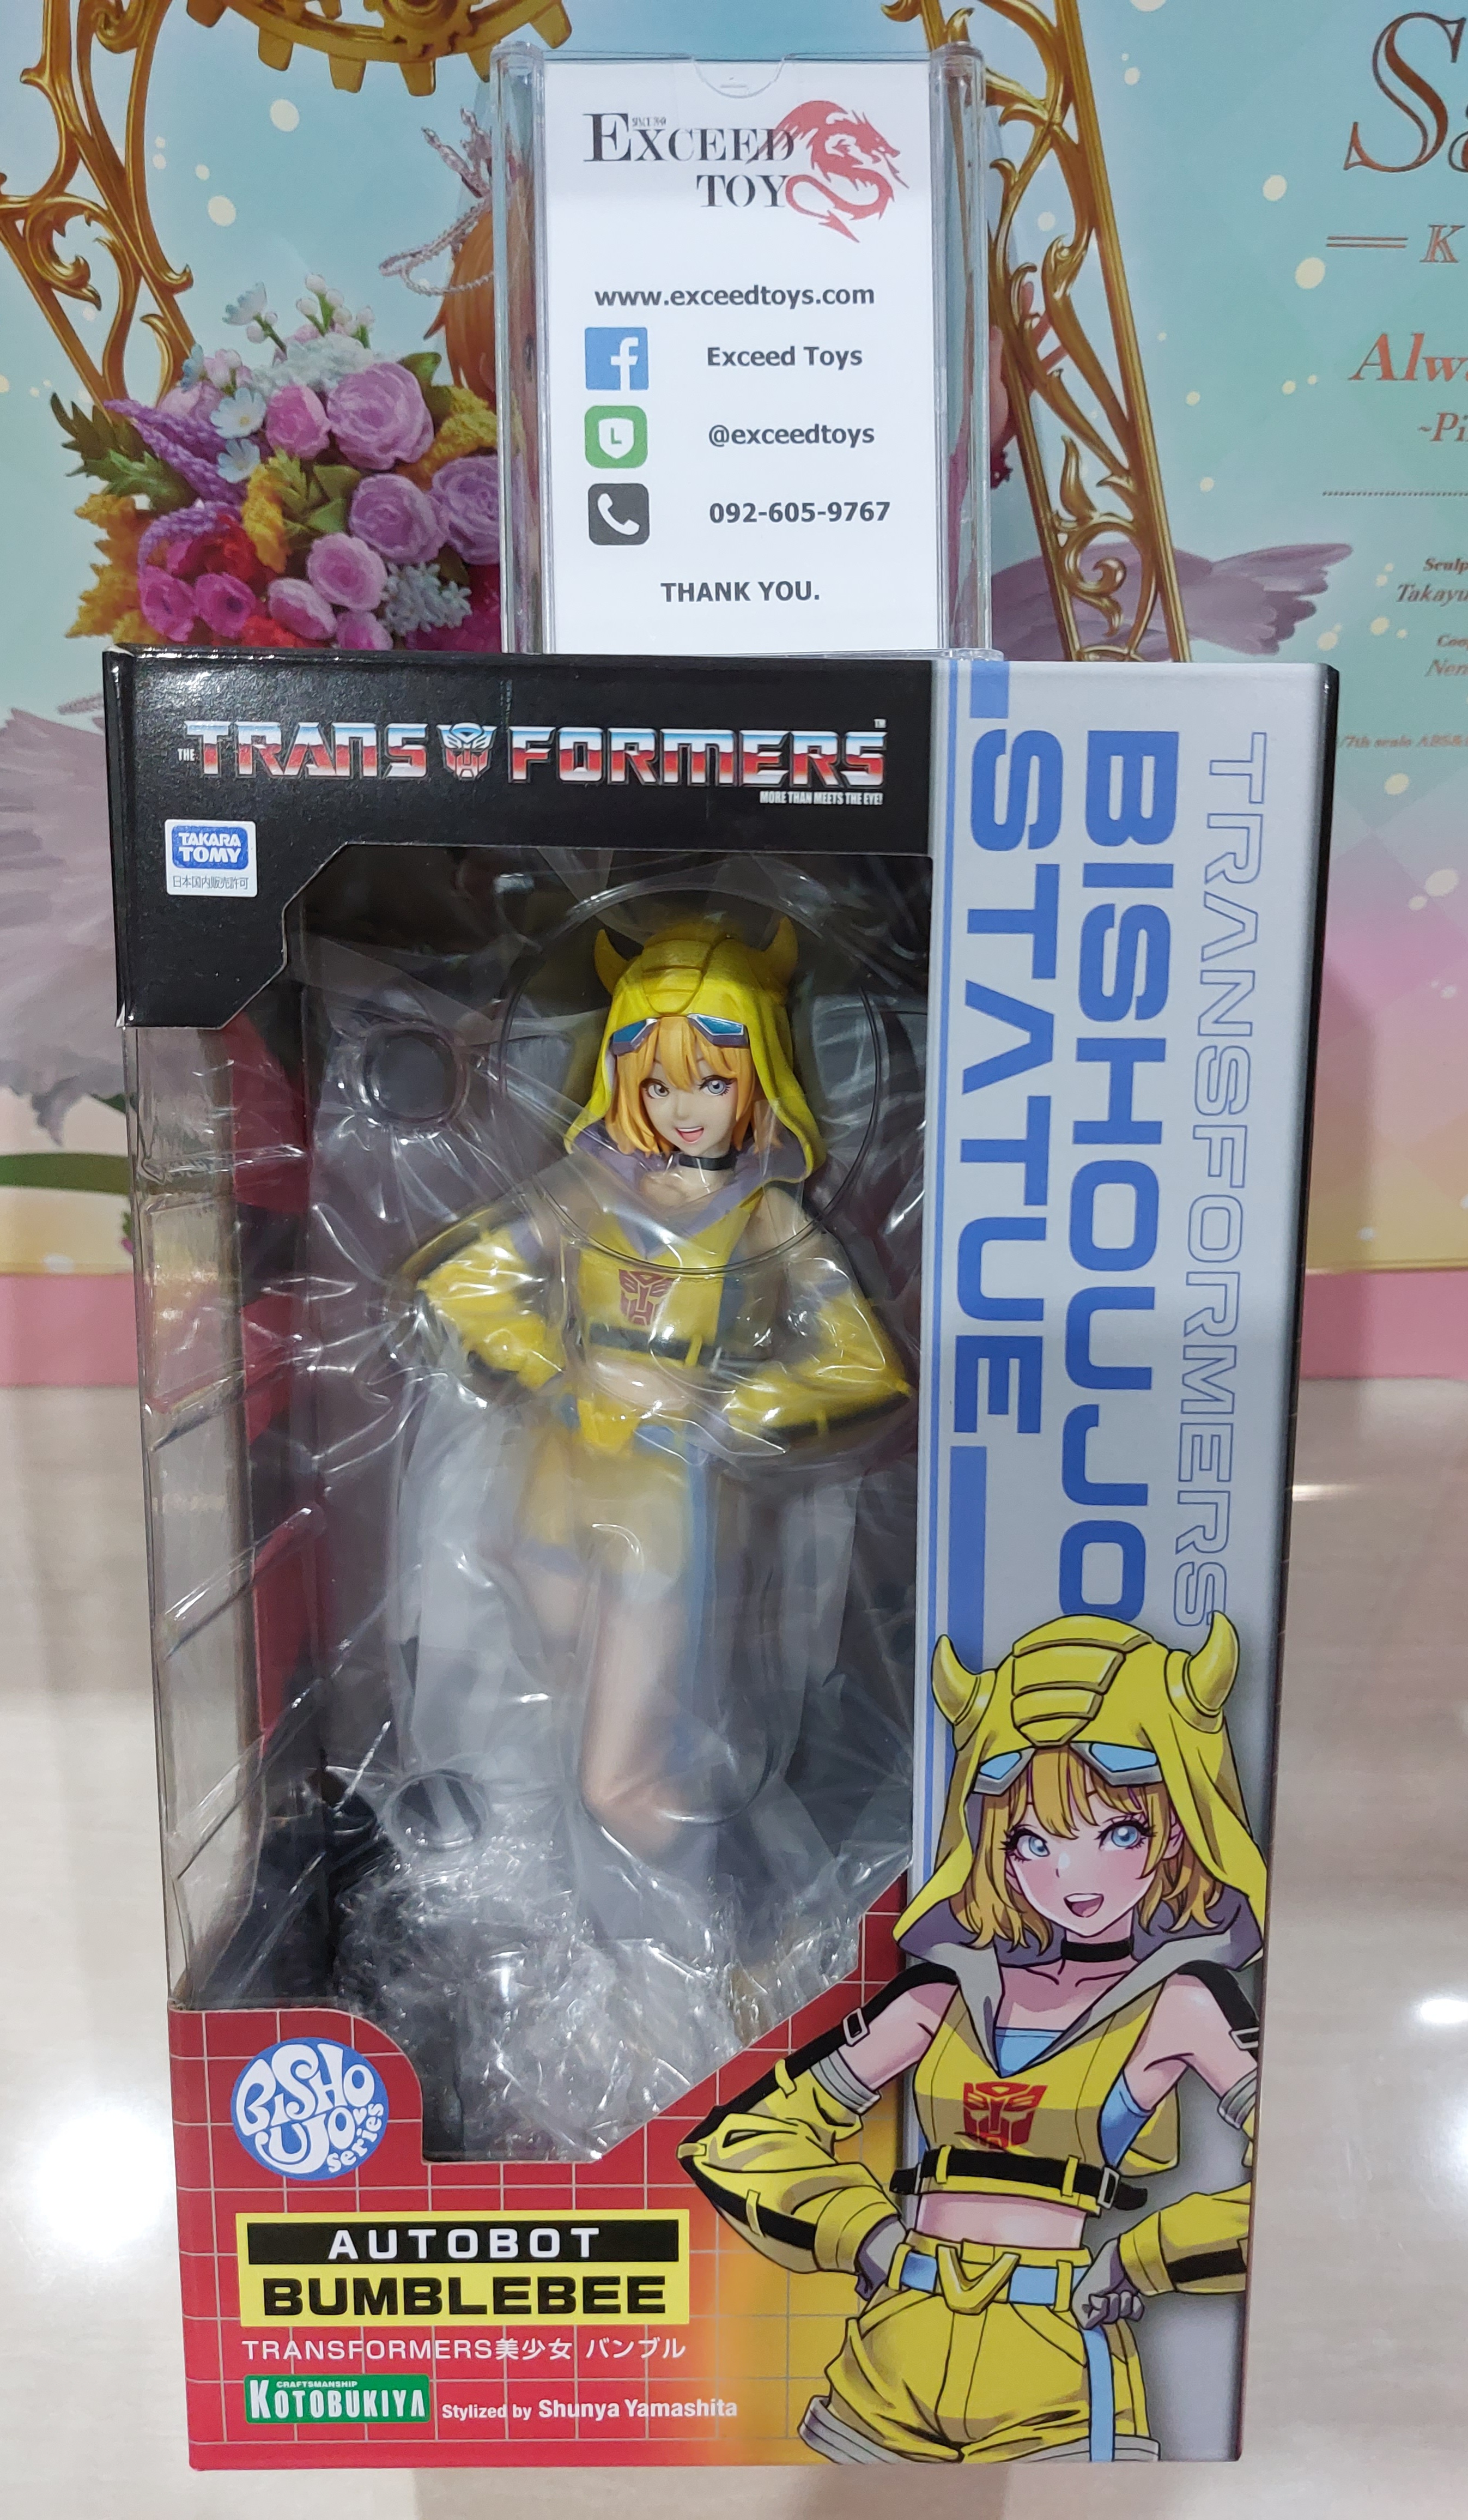 EXCEED
TOY
www.exceedtoys.com
Exceed Toys
L
@exceedtoys
092-605-9767
THANK YOU.
THE TRANSFORMERS™
MORE THAN MEETS THE EYE!
TAKARA
TOMY
日本国内販売許可
TRANSFORMERS
BISHOUJO
STATUE
BISHOUJO series
AUTOBOT
BUMBLEBEE
TRANSFORMERS美少女 バンブル
CRAFTSMANSHIP
KOTOBUKIYA
Stylized by Shunya Yamashita